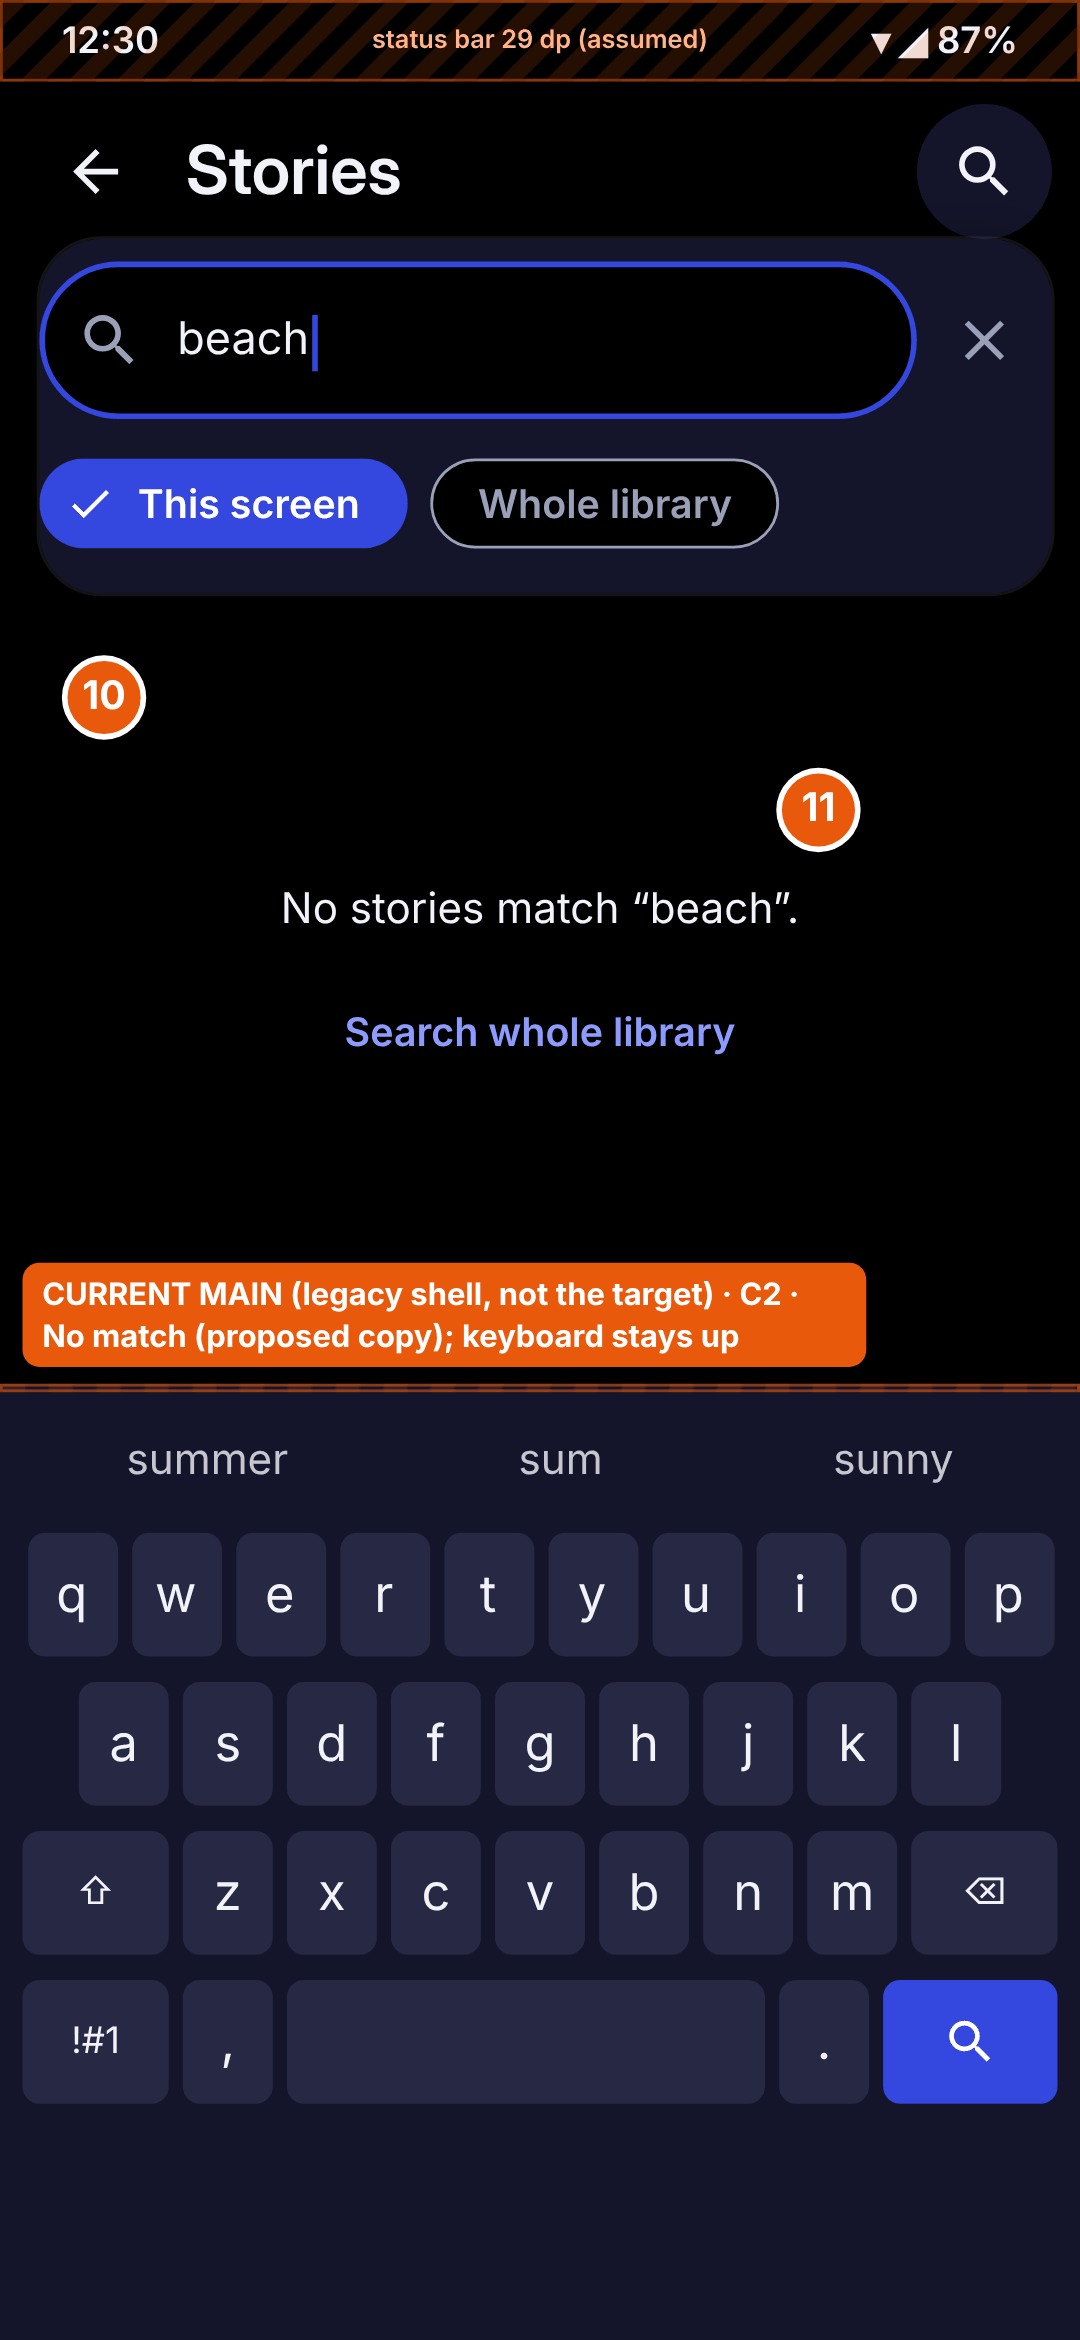 12:30 status bar 29 dp (assumed) 87%
Stories
beach
This screen Whole library
10
11
No stories match “beach”.
Search whole library
CURRENT MAIN (legacy shell, not the target) · C2 ·
No match (proposed copy); keyboard stays up
summer sum sunny
q w e r t y u i o p
a s d f g h j k l
z x c v b n m
!#1 , .